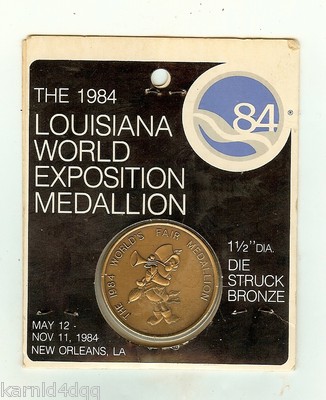 THE 1984
LOUISIANA
WORLD
EXPOSITION
MEDALLION
84
®
1½" DIA.
DIE
STRUCK
BRONZE
THE 1984 WORLD'S FAIR MEDALLION
MAY 12 -
NOV 11, 1984
NEW ORLEANS, LA
karnld4dqq